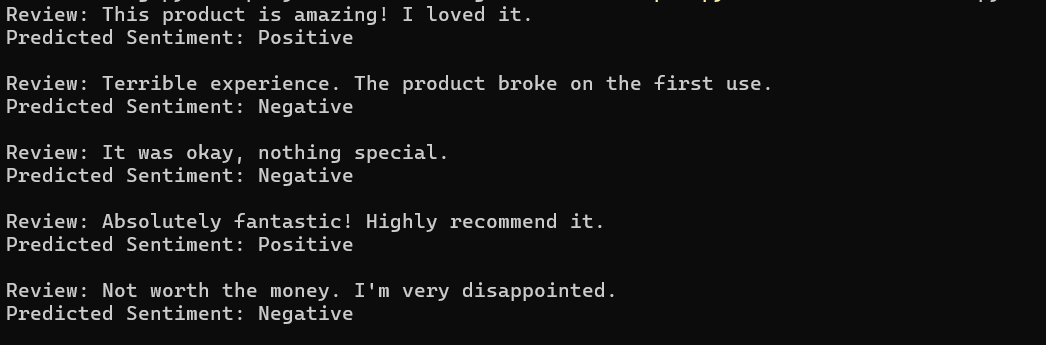 Review: This product is amazing! I loved it.
Predicted Sentiment: Positive
Review: Terrible experience. The product broke on the first use.
Predicted Sentiment: Negative
Review: It was okay, nothing special.
Predicted Sentiment: Negative
Review: Absolutely fantastic! Highly recommend it.
Predicted Sentiment: Positive
Review: Not worth the money. I'm very disappointed.
Predicted Sentiment: Negative